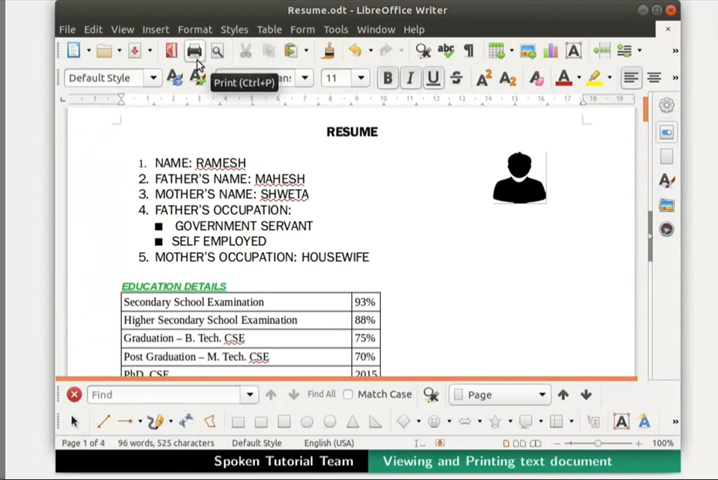 Resume.odt - LibreOffice Writer
File Edit View Insert Format Styles Table Form Tools Window Help
Default Style
11
Print (Ctrl+P)
RESUME
1. NAME: RAMESH
2. FATHER'S NAME: MAHESH
3. MOTHER'S NAME: SHWETA
4. FATHER'S OCCUPATION:
■ GOVERNMENT SERVANT
■ SELF EMPLOYED
5. MOTHER'S OCCUPATION: HOUSEWIFE
EDUCATION DETAILS
Secondary School Examination 93%
Higher Secondary School Examination 88%
Graduation – B. Tech. CSE 75%
Post Graduation – M. Tech. CSE 70%
PhD. CSE 2015
Find Find All Match Case Page
Page 1 of 4 96 words, 525 characters Default Style English (USA) 100%
Spoken Tutorial Team Viewing and Printing text document